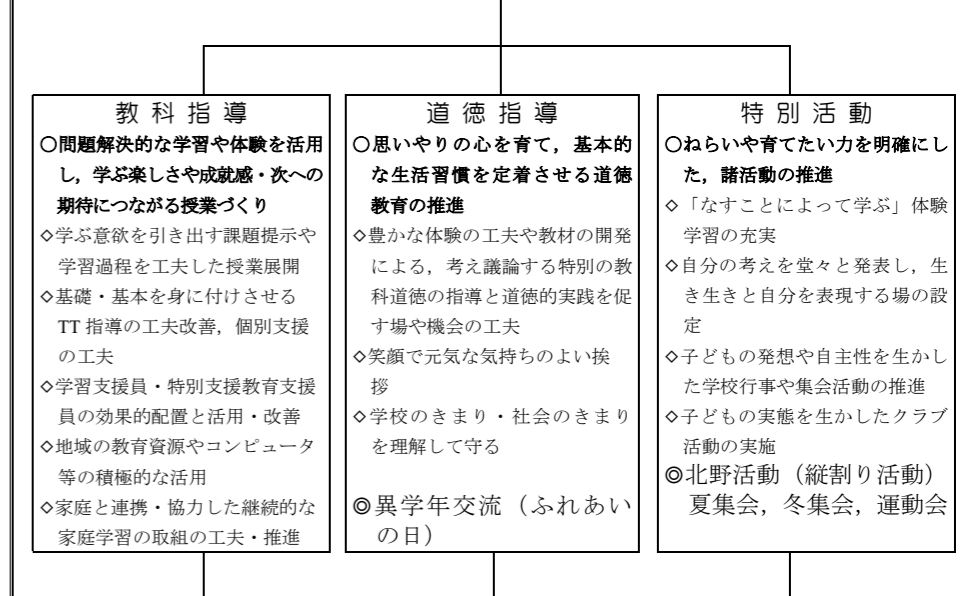 教科指導
○問題解決的な学習や体験を活用
し，学ぶ楽しさや成就感・次への
期待につながる授業づくり
◇学ぶ意欲を引き出す課題提示や
学習過程を工夫した授業展開
◇基礎・基本を身に付けさせる
TT 指導の工夫改善，個別支援
の工夫
◇学習支援員・特別支援教育支援
員の効果的配置と活用・改善
◇地域の教育資源やコンピュータ
等の積極的な活用
◇家庭と連携・協力した継続的な
家庭学習の取組の工夫・推進
道徳指導
○思いやりの心を育て，基本的
な生活習慣を定着させる道徳
教育の推進
◇豊かな体験の工夫や教材の開発
による，考え議論する特別の教
科道徳の指導と道徳的実践を促
す場や機会の工夫
◇笑顔で元気な気持ちのよい挨
拶
◇学校のきまり・社会のきまり
を理解して守る
◎異学年交流（ふれあい
の日）
特別活動
○ねらいや育てたい力を明確にし
た，諸活動の推進
◇「なすことによって学ぶ」体験
学習の充実
◇自分の考えを堂々と発表し，生
き生きと自分を表現する場の設
定
◇子どもの発想や自主性を生かし
た学校行事や集会活動の推進
◇子どもの実態を生かしたクラブ
活動の実施
◎北野活動（縦割り活動）
夏集会，冬集会，運動会